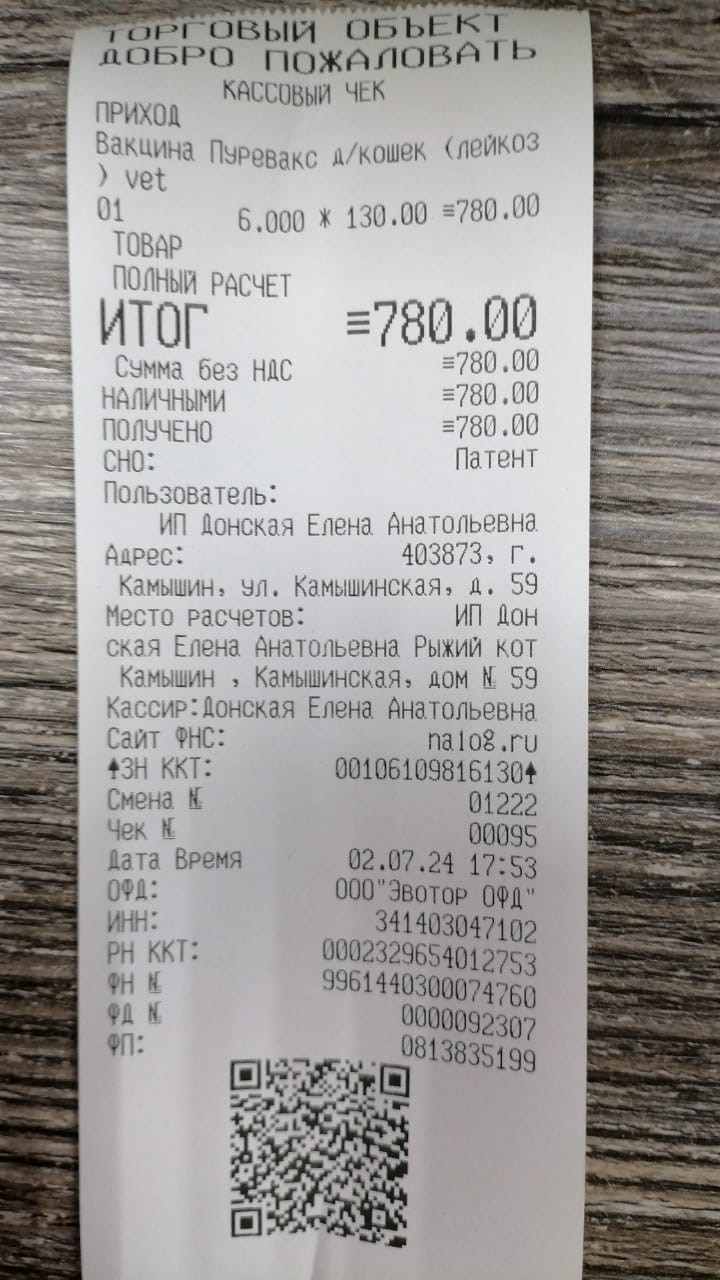 ТОРГОВЫЙ ОБЪЕКТ
ДОБРО ПОЖАЛОВАТЬ
КАССОВЫЙ ЧЕК
ПРИХОД
Вакцина Пуревакс д/кошек (лейкоз
) vet
01 6.000 * 130.00 ≡780.00
ТОВАР
ПОЛНЫЙ РАСЧЕТ
ИТОГ ≡780.00
Сумма без НДС ≡780.00
НАЛИЧНЫМИ ≡780.00
ПОЛУЧЕНО ≡780.00
СНО: Патент
Пользователь:
ИП Донская Елена Анатольевна
Адрес: 403873, г.
Камышин, ул. Камышинская, д. 59
Место расчетов: ИП Дон
ская Елена Анатольевна Рыжий кот
Камышин , Камышинская, дом № 59
Кассир:Донская Елена Анатольевна
Сайт ФНС: nalog.ru
↑ЗН ККТ: 00106109816130↑
Смена № 01222
Чек № 00095
Дата Время 02.07.24 17:53
ОФД: ООО"Эвотор ОФД"
ИНН: 341403047102
РН ККТ: 0002329654012753
ФН № 9961440300074760
ФД № 0000092307
ФП: 0813835199